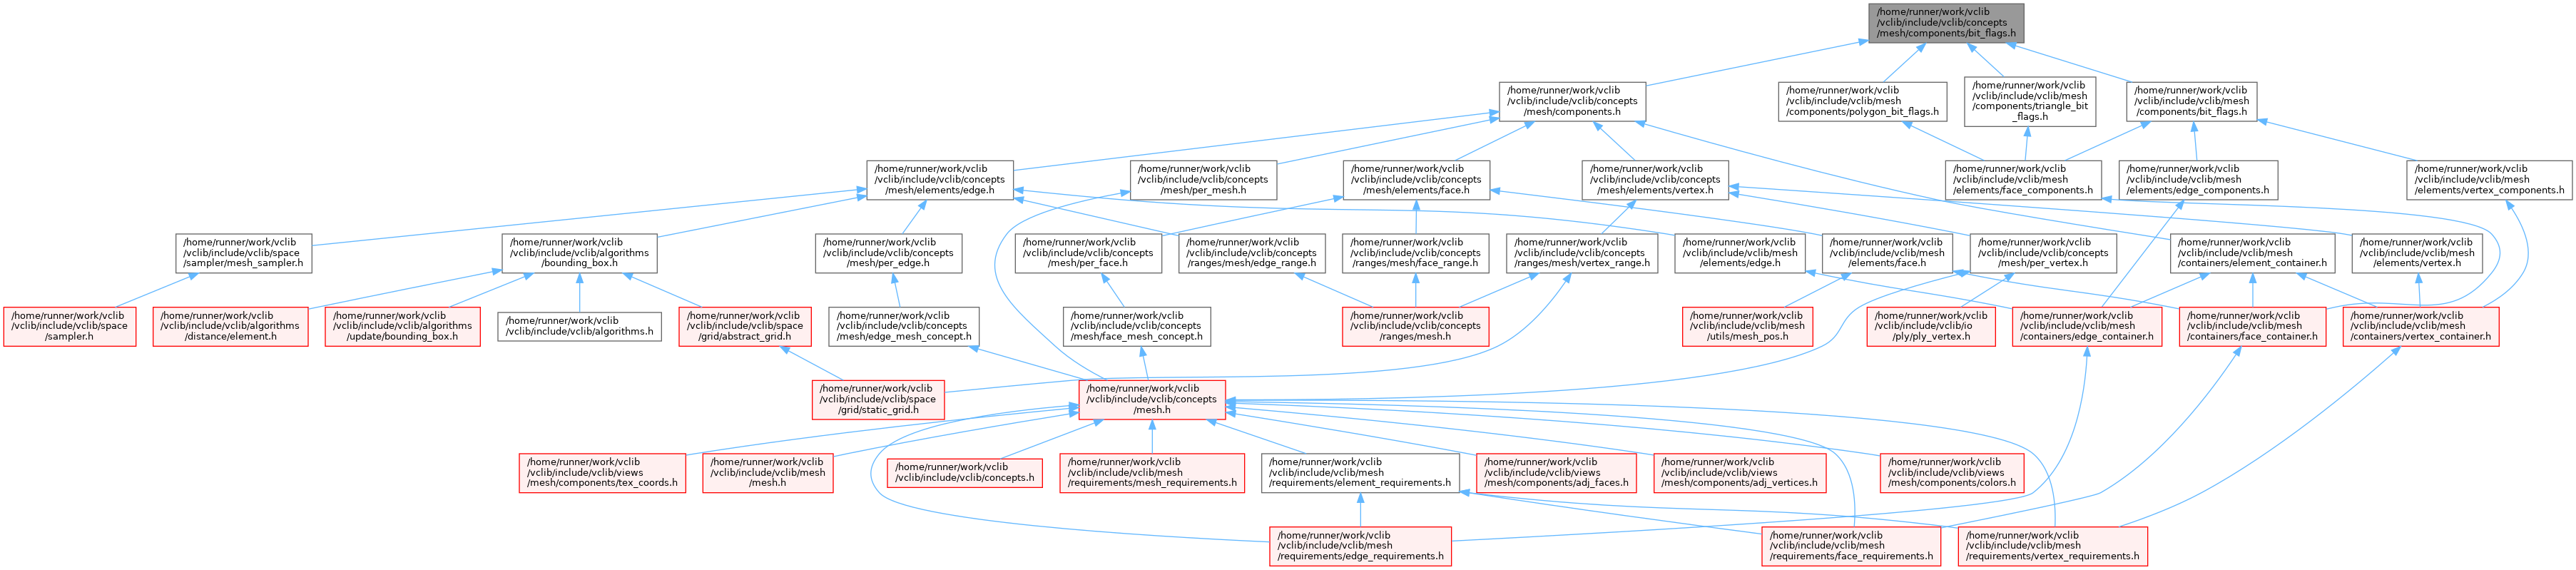 /home/runner/work/vclib
/vclib/include/vclib/concepts
/mesh/components/bit_flags.h
/home/runner/work/vclib
/vclib/include/vclib/concepts
/mesh/components.h
/home/runner/work/vclib
/vclib/include/vclib/mesh
/components/polygon_bit_flags.h
/home/runner/work/vclib
/vclib/include/vclib/mesh
/components/triangle_bit
_flags.h
/home/runner/work/vclib
/vclib/include/vclib/mesh
/components/bit_flags.h
/home/runner/work/vclib
/vclib/include/vclib/concepts
/mesh/elements/edge.h
/home/runner/work/vclib
/vclib/include/vclib/concepts
/mesh/per_mesh.h
/home/runner/work/vclib
/vclib/include/vclib/concepts
/mesh/elements/face.h
/home/runner/work/vclib
/vclib/include/vclib/concepts
/mesh/elements/vertex.h
/home/runner/work/vclib
/vclib/include/vclib/mesh
/elements/face_components.h
/home/runner/work/vclib
/vclib/include/vclib/mesh
/elements/edge_components.h
/home/runner/work/vclib
/vclib/include/vclib/mesh
/elements/vertex_components.h
/home/runner/work/vclib
/vclib/include/vclib/space
/sampler/mesh_sampler.h
/home/runner/work/vclib
/vclib/include/vclib/algorithms
/bounding_box.h
/home/runner/work/vclib
/vclib/include/vclib/concepts
/mesh/per_edge.h
/home/runner/work/vclib
/vclib/include/vclib/concepts
/mesh/per_face.h
/home/runner/work/vclib
/vclib/include/vclib/concepts
/ranges/mesh/edge_range.h
/home/runner/work/vclib
/vclib/include/vclib/concepts
/ranges/mesh/face_range.h
/home/runner/work/vclib
/vclib/include/vclib/concepts
/ranges/mesh/vertex_range.h
/home/runner/work/vclib
/vclib/include/vclib/mesh
/elements/edge.h
/home/runner/work/vclib
/vclib/include/vclib/mesh
/elements/face.h
/home/runner/work/vclib
/vclib/include/vclib/concepts
/mesh/per_vertex.h
/home/runner/work/vclib
/vclib/include/vclib/mesh
/containers/element_container.h
/home/runner/work/vclib
/vclib/include/vclib/mesh
/elements/vertex.h
/home/runner/work/vclib
/vclib/include/vclib/space
/sampler.h
/home/runner/work/vclib
/vclib/include/vclib/algorithms
/distance/element.h
/home/runner/work/vclib
/vclib/include/vclib/algorithms
/update/bounding_box.h
/home/runner/work/vclib
/vclib/include/vclib/algorithms.h
/home/runner/work/vclib
/vclib/include/vclib/space
/grid/abstract_grid.h
/home/runner/work/vclib
/vclib/include/vclib/concepts
/mesh/edge_mesh_concept.h
/home/runner/work/vclib
/vclib/include/vclib/concepts
/mesh/face_mesh_concept.h
/home/runner/work/vclib
/vclib/include/vclib/concepts
/ranges/mesh.h
/home/runner/work/vclib
/vclib/include/vclib/mesh
/utils/mesh_pos.h
/home/runner/work/vclib
/vclib/include/vclib/io
/ply/ply_vertex.h
/home/runner/work/vclib
/vclib/include/vclib/mesh
/containers/edge_container.h
/home/runner/work/vclib
/vclib/include/vclib/mesh
/containers/face_container.h
/home/runner/work/vclib
/vclib/include/vclib/mesh
/containers/vertex_container.h
/home/runner/work/vclib
/vclib/include/vclib/space
/grid/static_grid.h
/home/runner/work/vclib
/vclib/include/vclib/concepts
/mesh.h
/home/runner/work/vclib
/vclib/include/vclib/views
/mesh/components/tex_coords.h
/home/runner/work/vclib
/vclib/include/vclib/mesh
/mesh.h
/home/runner/work/vclib
/vclib/include/vclib/concepts.h
/home/runner/work/vclib
/vclib/include/vclib/mesh
/requirements/mesh_requirements.h
/home/runner/work/vclib
/vclib/include/vclib/mesh
/requirements/element_requirements.h
/home/runner/work/vclib
/vclib/include/vclib/views
/mesh/components/adj_faces.h
/home/runner/work/vclib
/vclib/include/vclib/views
/mesh/components/adj_vertices.h
/home/runner/work/vclib
/vclib/include/vclib/views
/mesh/components/colors.h
/home/runner/work/vclib
/vclib/include/vclib/mesh
/requirements/edge_requirements.h
/home/runner/work/vclib
/vclib/include/vclib/mesh
/requirements/face_requirements.h
/home/runner/work/vclib
/vclib/include/vclib/mesh
/requirements/vertex_requirements.h